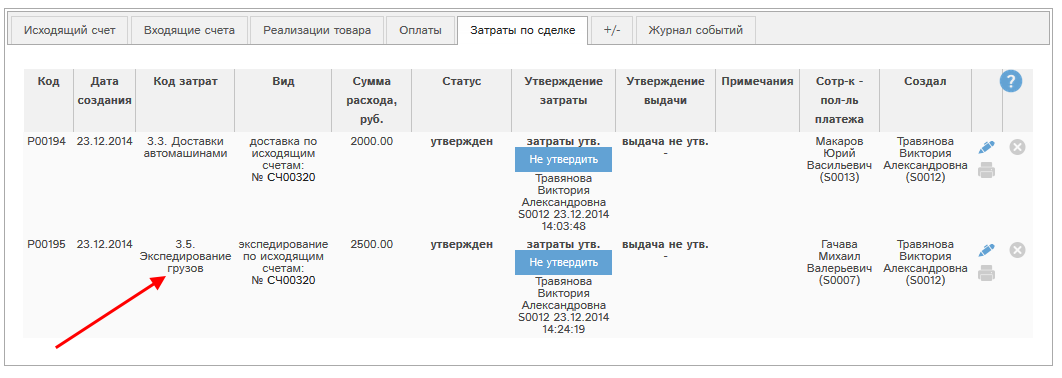 Исходящий счет Входящие счета Реализации товара Оплаты Затраты по сделке +/- Журнал событий
Код Дата создания Код затрат Вид Сумма расхода, руб. Статус Утверждение затраты Утверждение выдачи Примечания Сотр-к - пол-ль платежа Создал ?
P00194 23.12.2014 3.3. Доставки автомашинами доставка по исходящим счетам: № СЧ00320 2000.00 утвержден затраты утв. Не утвердить Травянова Виктория Александровна S0012 23.12.2014 14:03:48 выдача не утв. - Макаров Юрий Васильевич (S0013) Травянова Виктория Александровна (S0012)
P00195 23.12.2014 3.5. Экспедирование грузов экспедирование по исходящим счетам: № СЧ00320 2500.00 утвержден затраты утв. Не утвердить Травянова Виктория Александровна S0012 23.12.2014 14:24:19 выдача не утв. - Гачава Михаил Валерьевич (S0007) Травянова Виктория Александровна (S0012)